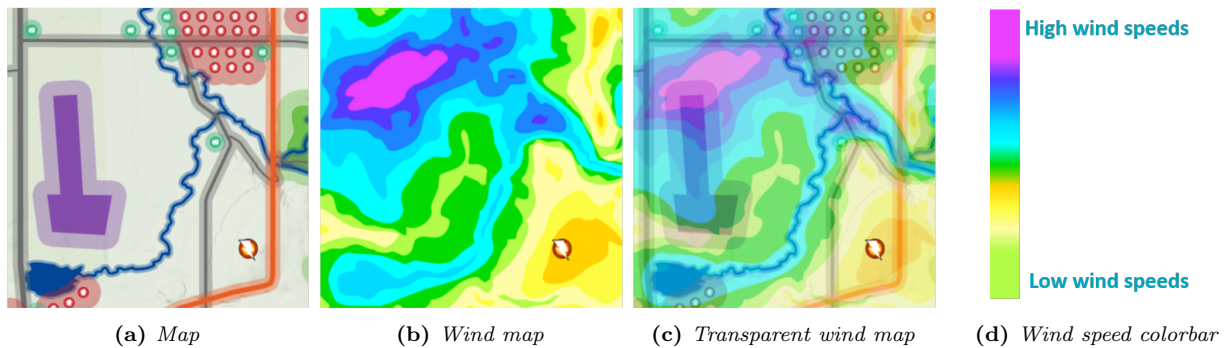 High wind speeds
Low wind speeds
(a) Map
(b) Wind map
(c) Transparent wind map
(d) Wind speed colorbar